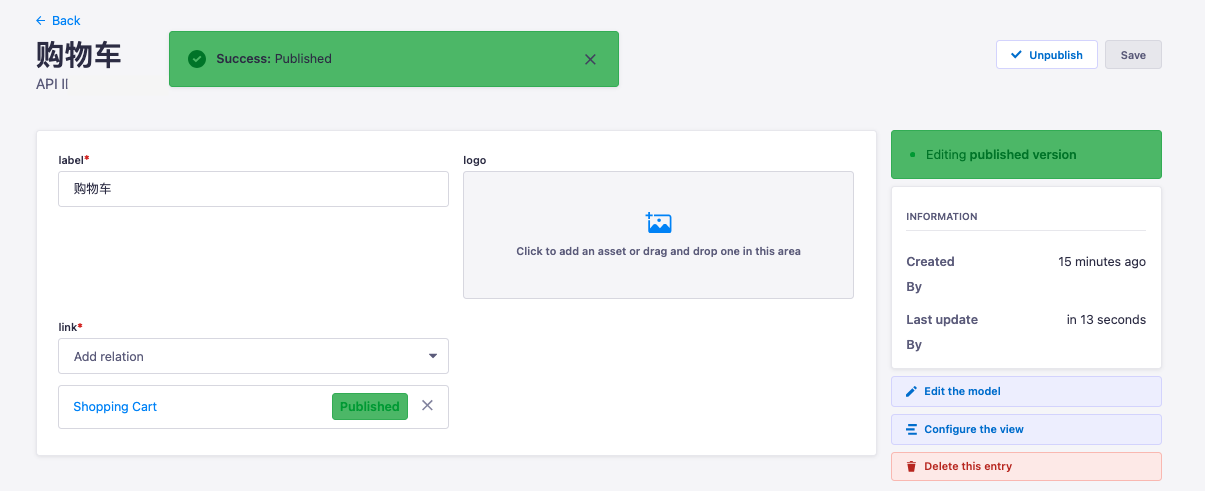 Back
购物车
API II
Success: Published
Unpublish
Save
label*
购物车
logo
Click to add an asset or drag and drop one in this area
link*
Add relation
Shopping Cart
Published
Editing published version
INFORMATION
Created
15 minutes ago
By
Last update
in 13 seconds
By
Edit the model
Configure the view
Delete this entry